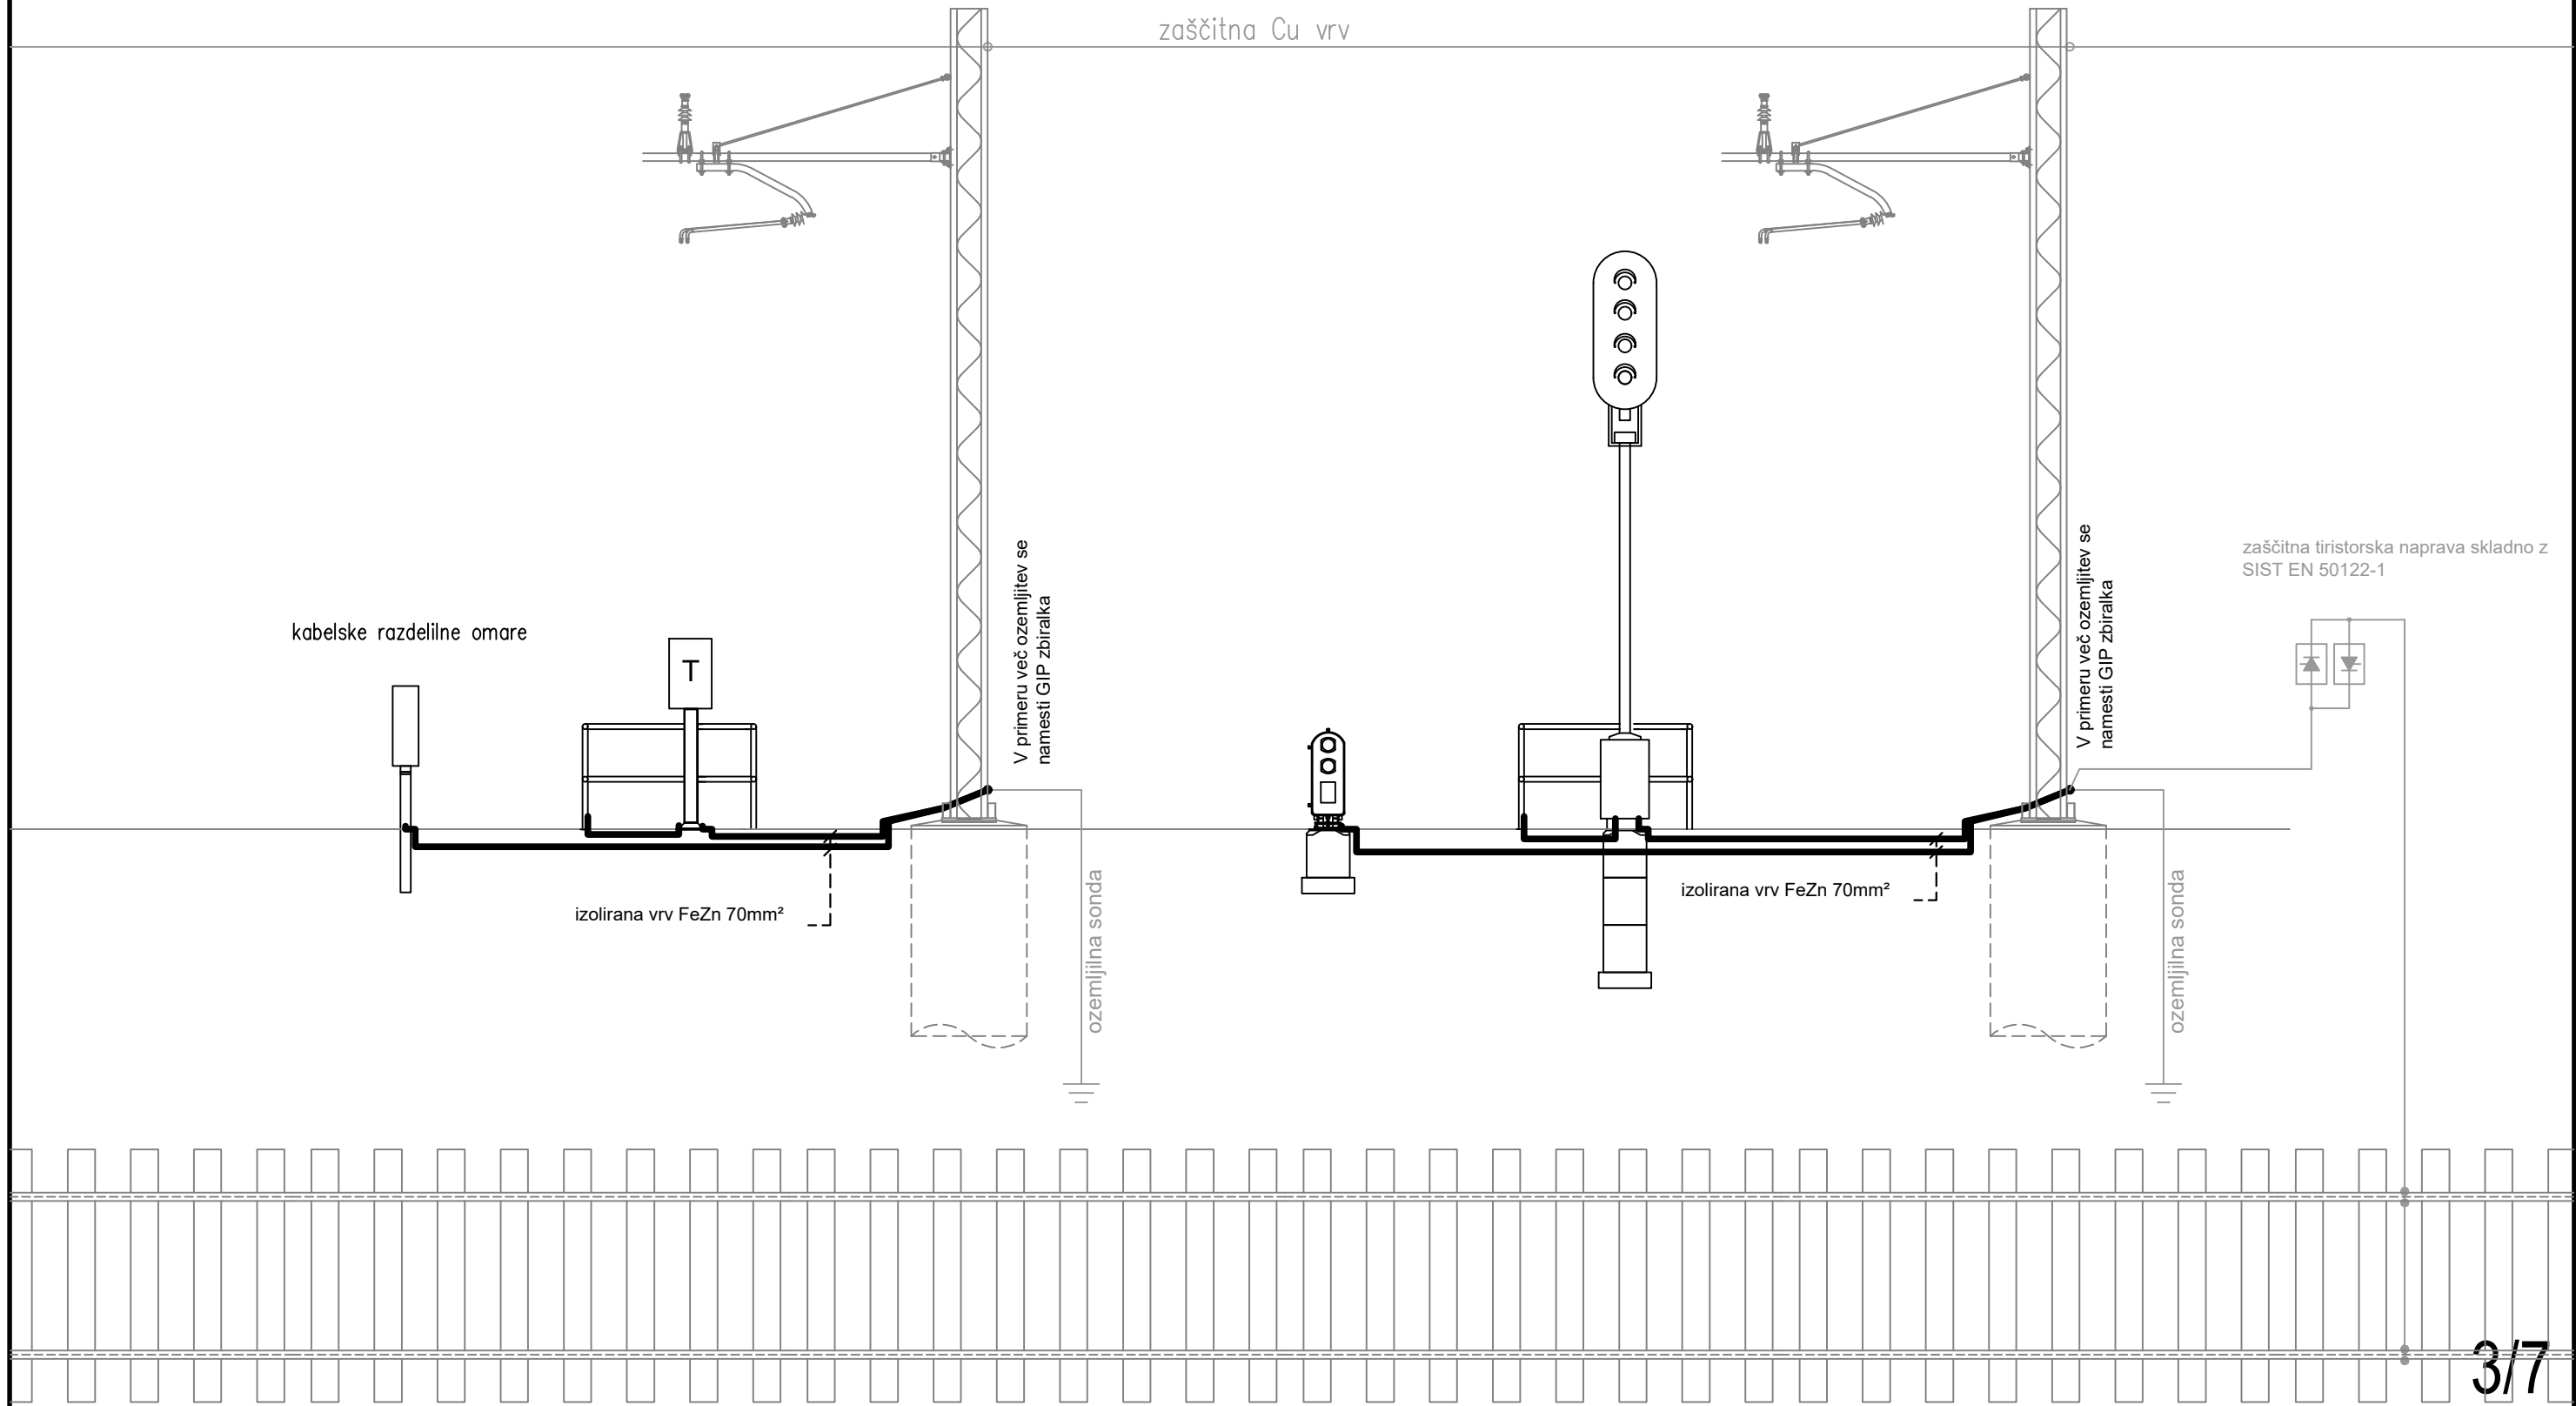 zaščitna Cu vrv
V primeru več ozemljitev se
namesti GIP zbiralka
V primeru več ozemljitev se
namesti GIP zbiralka
zaščitna tiristorska naprava skladno z
SIST EN 50122-1
kabelske razdelilne omare
T
izolirana vrv FeZn 70mm²
izolirana vrv FeZn 70mm²
ozemljilna sonda
ozemljilna sonda
3/7